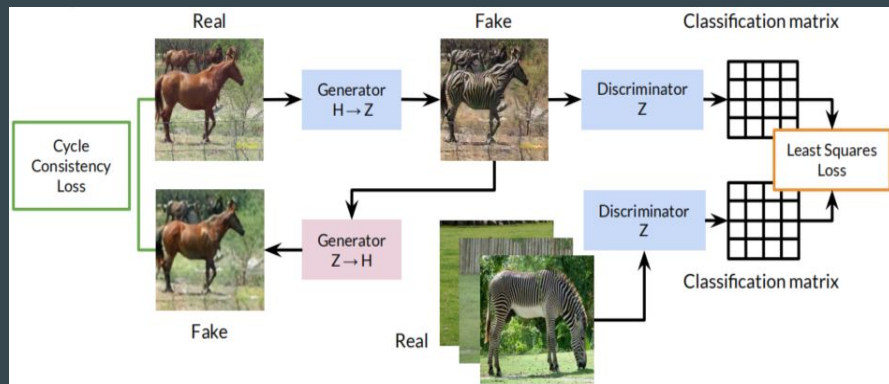 Real
Fake
Classification matrix
Generator
H → Z
Discriminator
Z
Cycle
Consistency
Loss
Least Squares
Loss
Generator
Z → H
Discriminator
Z
Fake
Real
Classification matrix